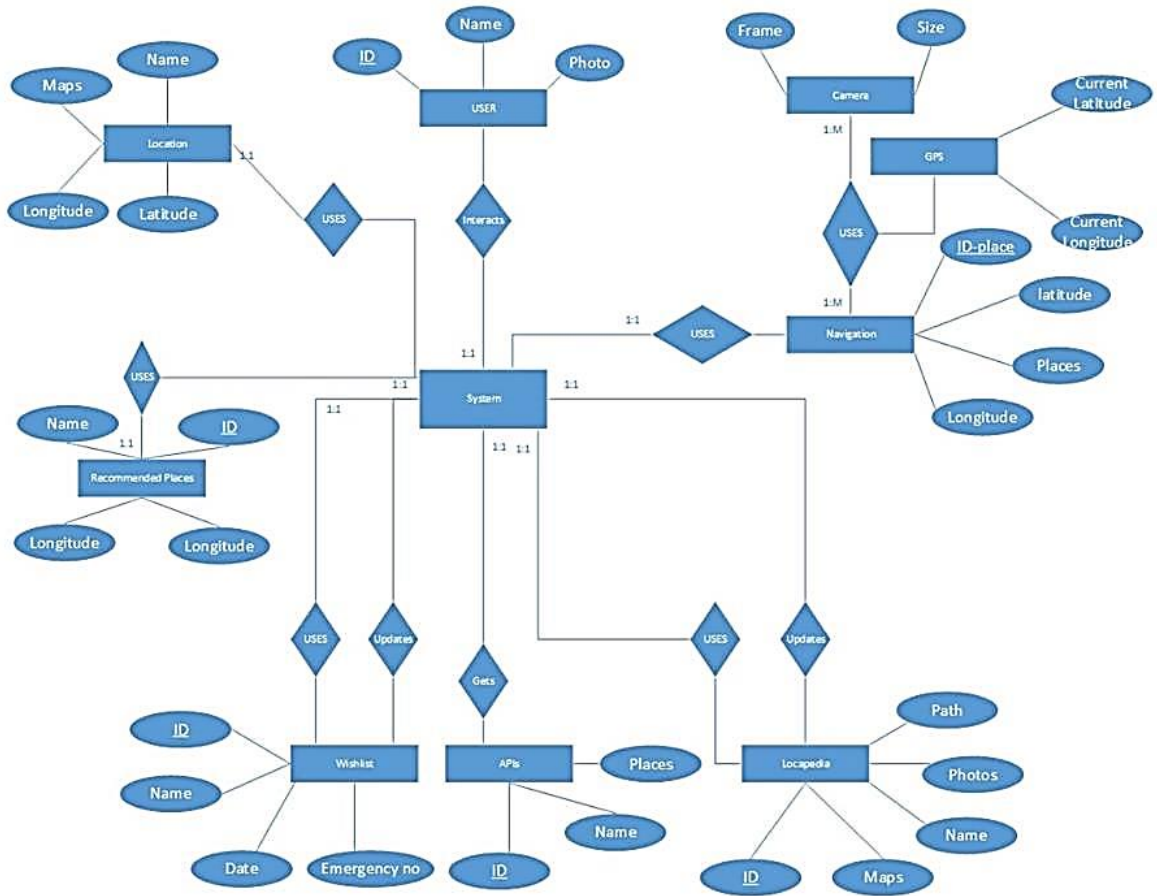 Name
ID
Photo
USER
Frame
Size
Camera
Name
Maps
Location
Longitude
Latitude
1:1
USES
Interacts
1:M
GPS
Current
Latitude
Current
Longitude
USES
1:M
ID-place
latitude
Places
Longitude
Navigation
USES
1:1
1:1
System
1:1
1:1
1:1
1:1
1:1
USES
Name
ID
1:1
Recommended Places
Longitude
Longitude
USES
Updates
Gets
USES
Updates
ID
Name
Date
Emergency no
Wishlist
APIs
Places
Name
ID
Locapedia
Path
Photos
Name
Maps
ID